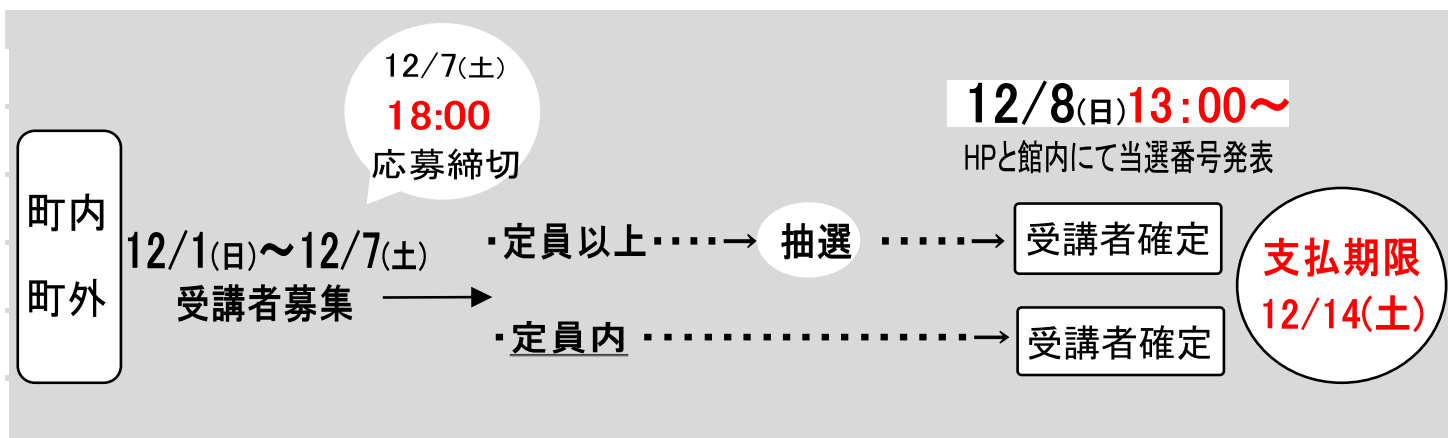 12/7(土)
18:00
応募締切
12/8(日)13:00～
HPと館内にて当選番号発表
町内
町外
12/1(日)～12/7(土)
受講者募集
・定員以上････→
抽選
･････→
受講者確定
・定員内 ･･････････････････→
受講者確定
支払期限
12/14(土)